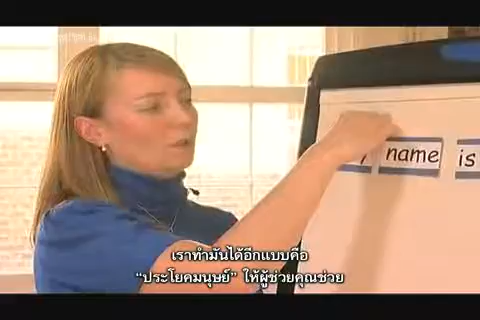 name is
เราทำมันได้อีกแบบคือ
“ประโยคมนุษย์” ให้ผู้ช่วยคุณช่วย